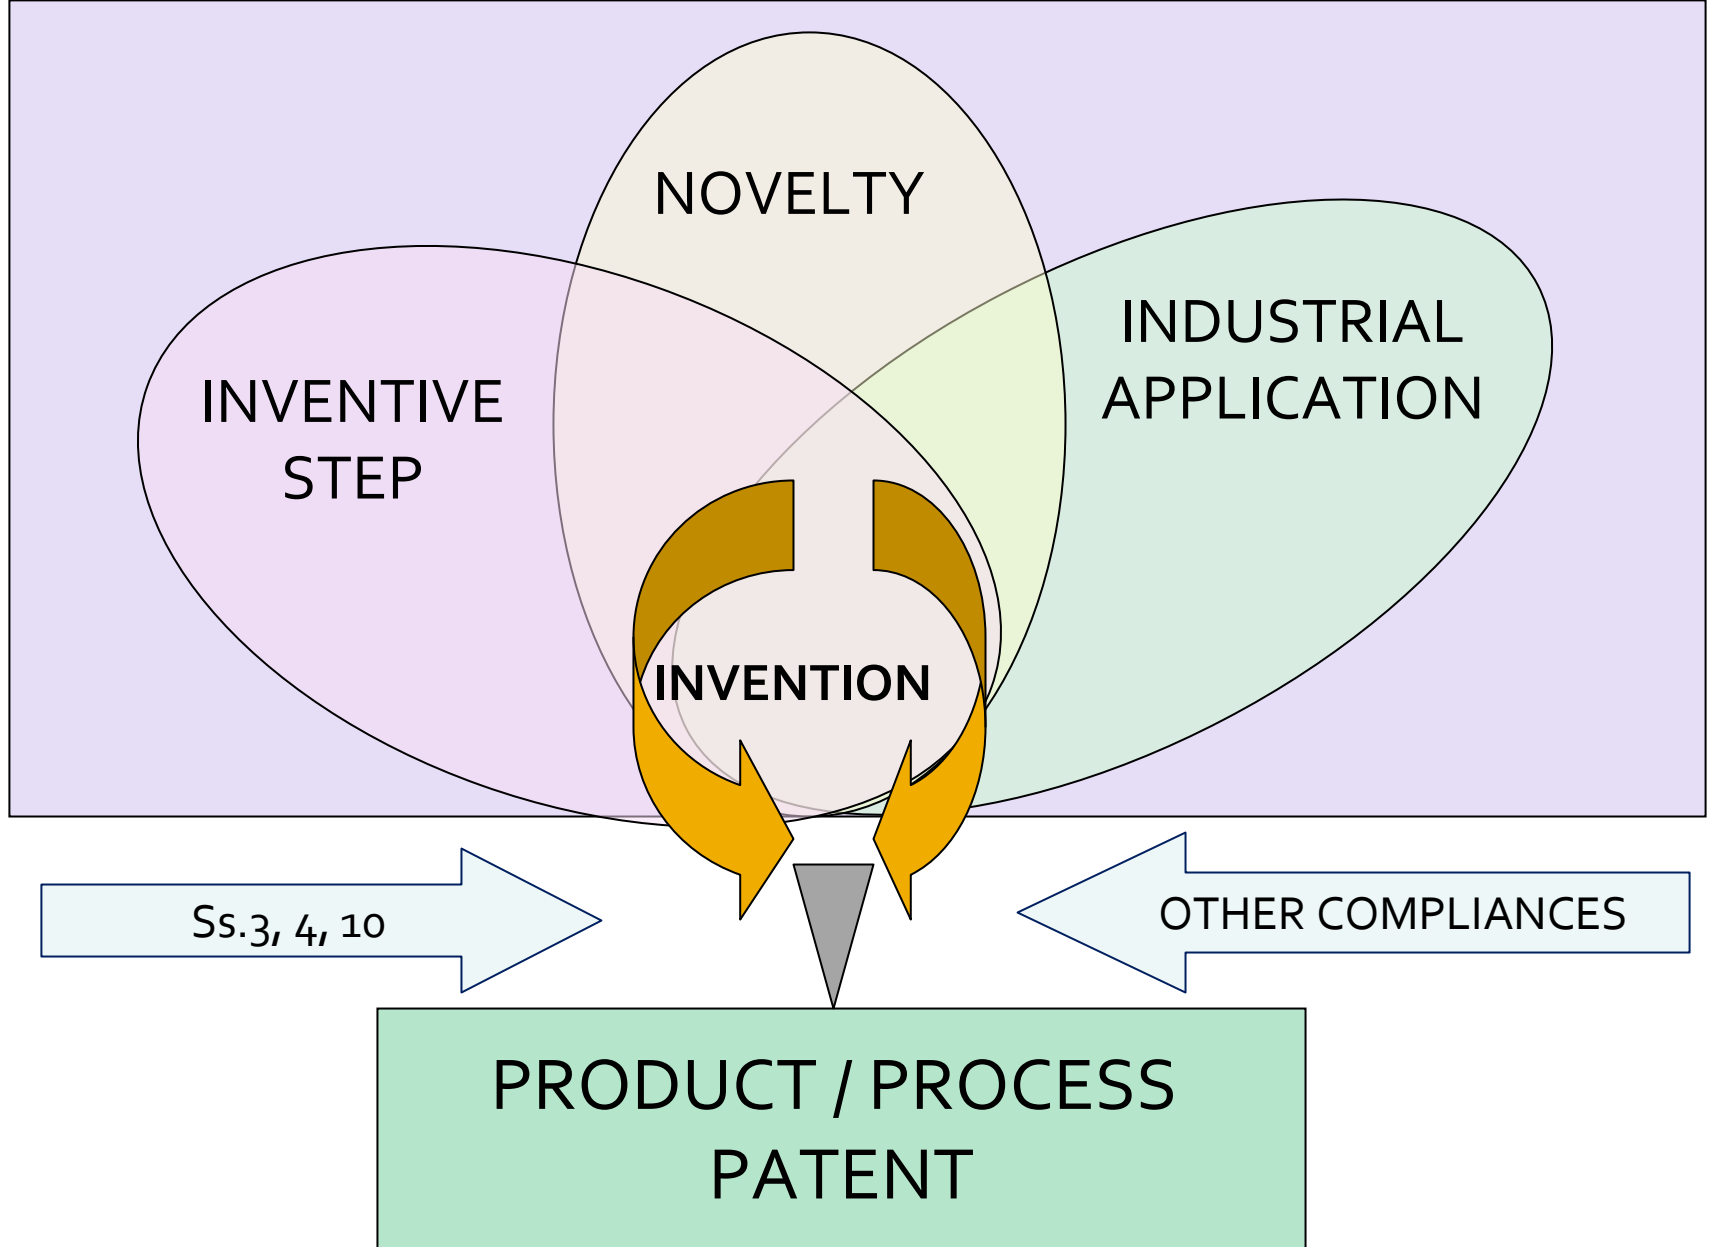 NOVELTY
INDUSTRIAL
APPLICATION
INVENTIVE
STEP
INVENTION
Ss.3, 4, 10
OTHER COMPLIANCES
PRODUCT / PROCESS
PATENT